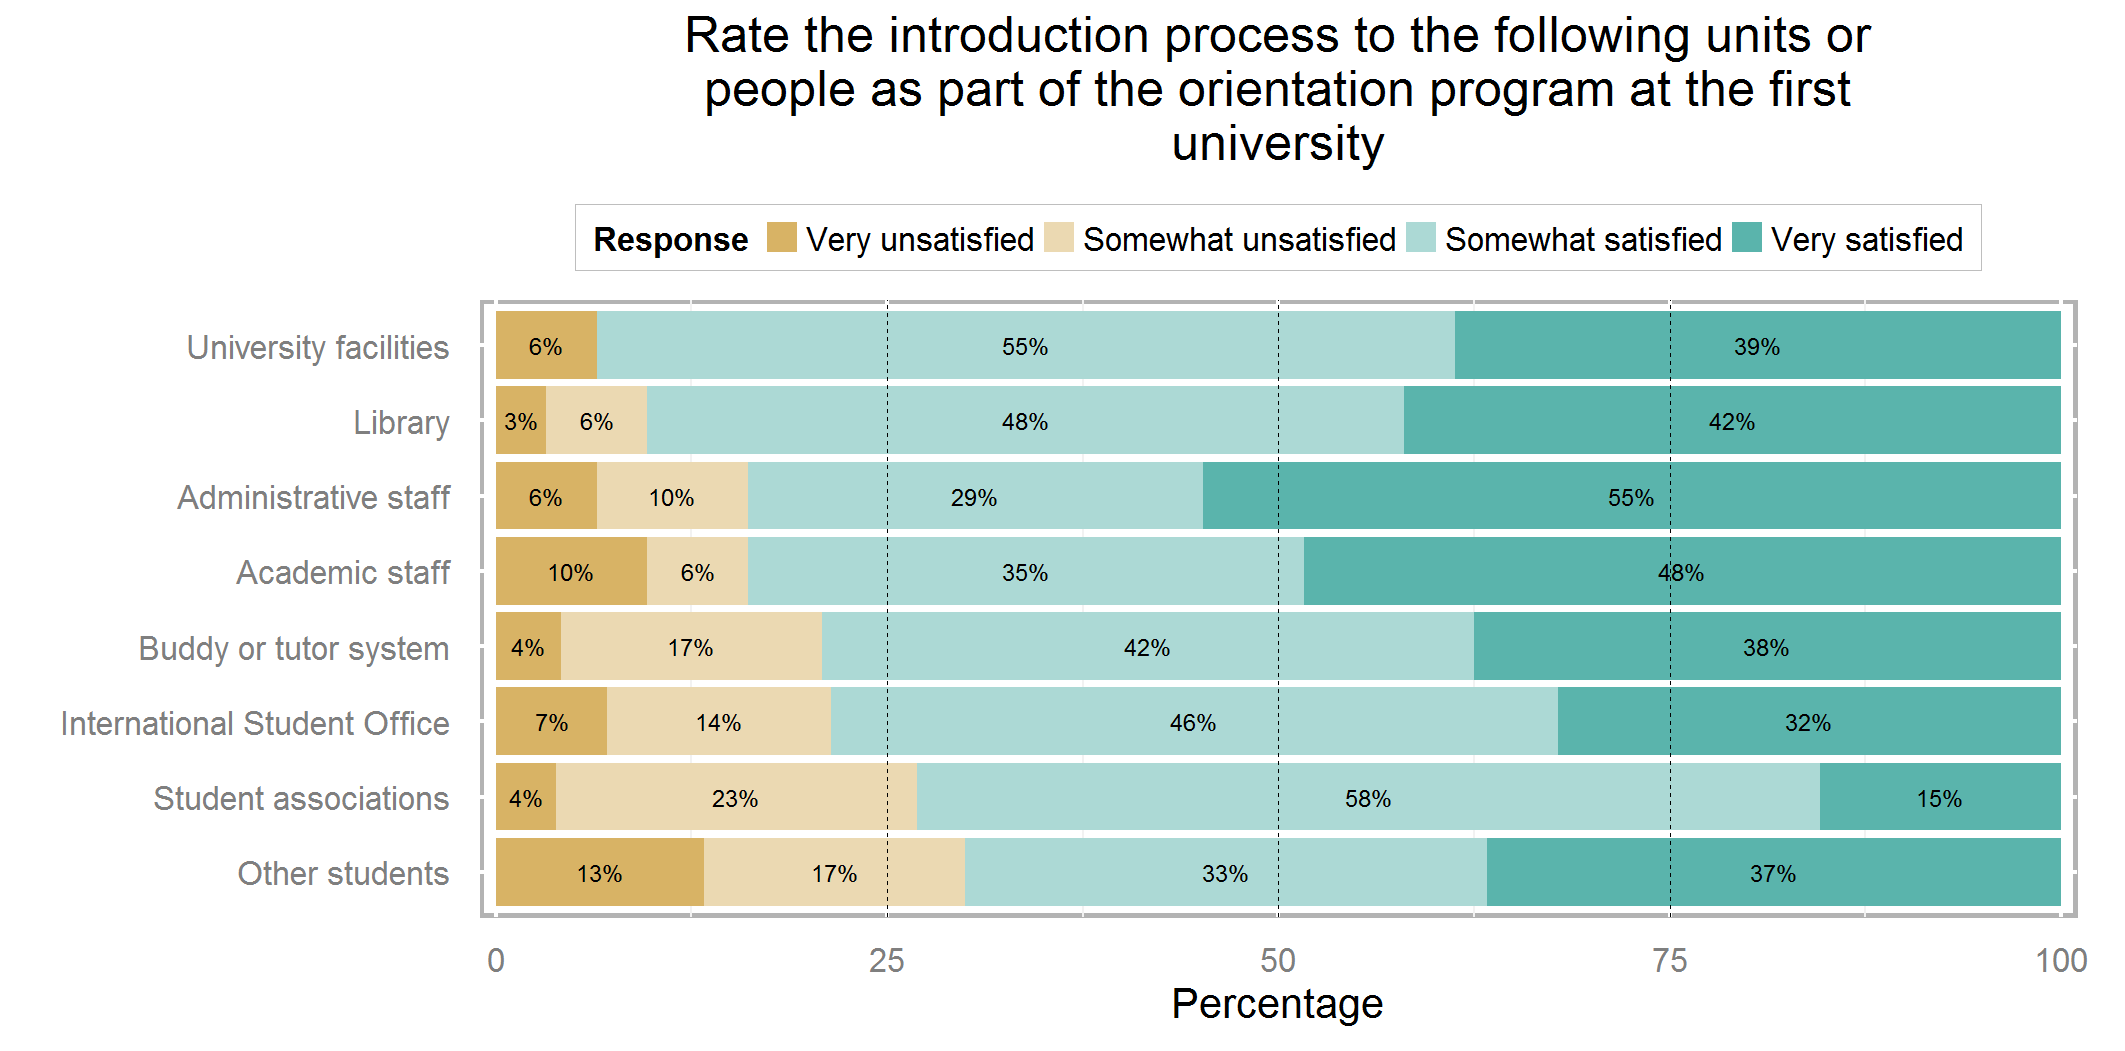 Rate the introduction process to the following units or
people as part of the orientation program at the first
university
Response Very unsatisfied Somewhat unsatisfied Somewhat satisfied Very satisfied
University facilities 6% 55% 39%
Library 3% 6% 48% 42%
Administrative staff 6% 10% 29% 55%
Academic staff 10% 6% 35% 48%
Buddy or tutor system 4% 17% 42% 38%
International Student Office 7% 14% 46% 32%
Student associations 4% 23% 58% 15%
Other students 13% 17% 33% 37%
0 25 50 75 100
Percentage